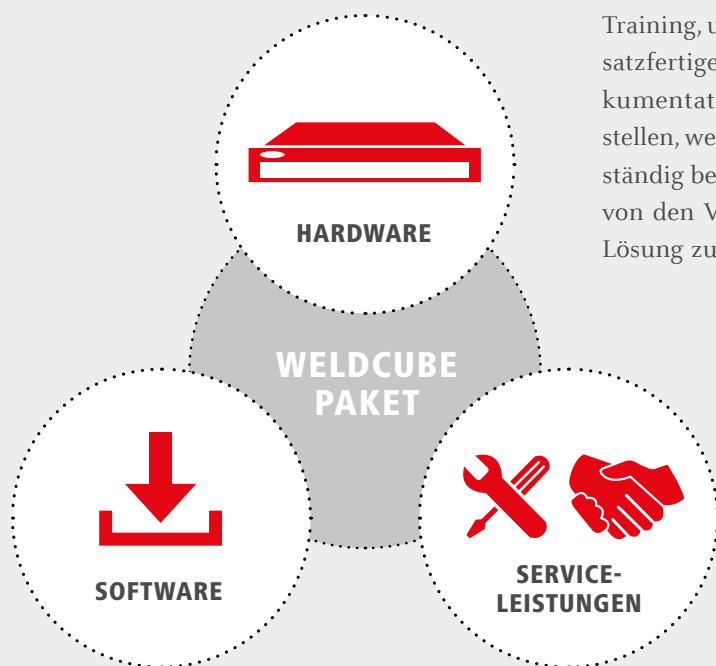 Training, u
satzfertige
kumentat
stellen, we
ständig be
von den V
Lösung zu
HARDWARE
WELDCUBE
PAKET
SOFTWARE
SERVICE-
LEISTUNGEN